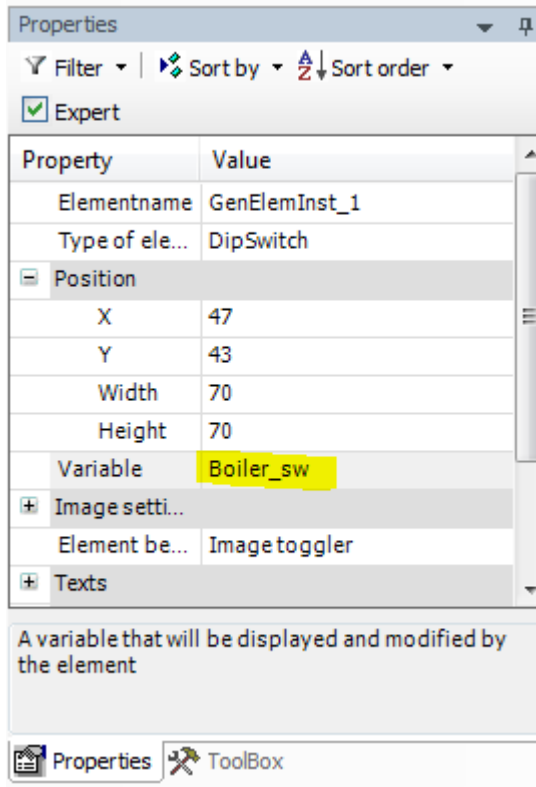 Properties
Filter Sort by Sort order
Expert
Property Value
Elementname GenElemInst_1
Type of ele... DipSwitch
Position
X 47
Y 43
Width 70
Height 70
Variable Boiler_sw
Image setti...
Element be... Image toggler
Texts
A variable that will be displayed and modified by
the element
Properties ToolBox